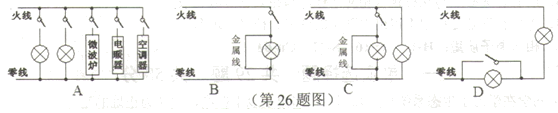 火线 火线 火线 火线
微波炉 电暖器 空调器 金属线 金属线
零线 零线 零线 零线
A B C D
(第26题图)